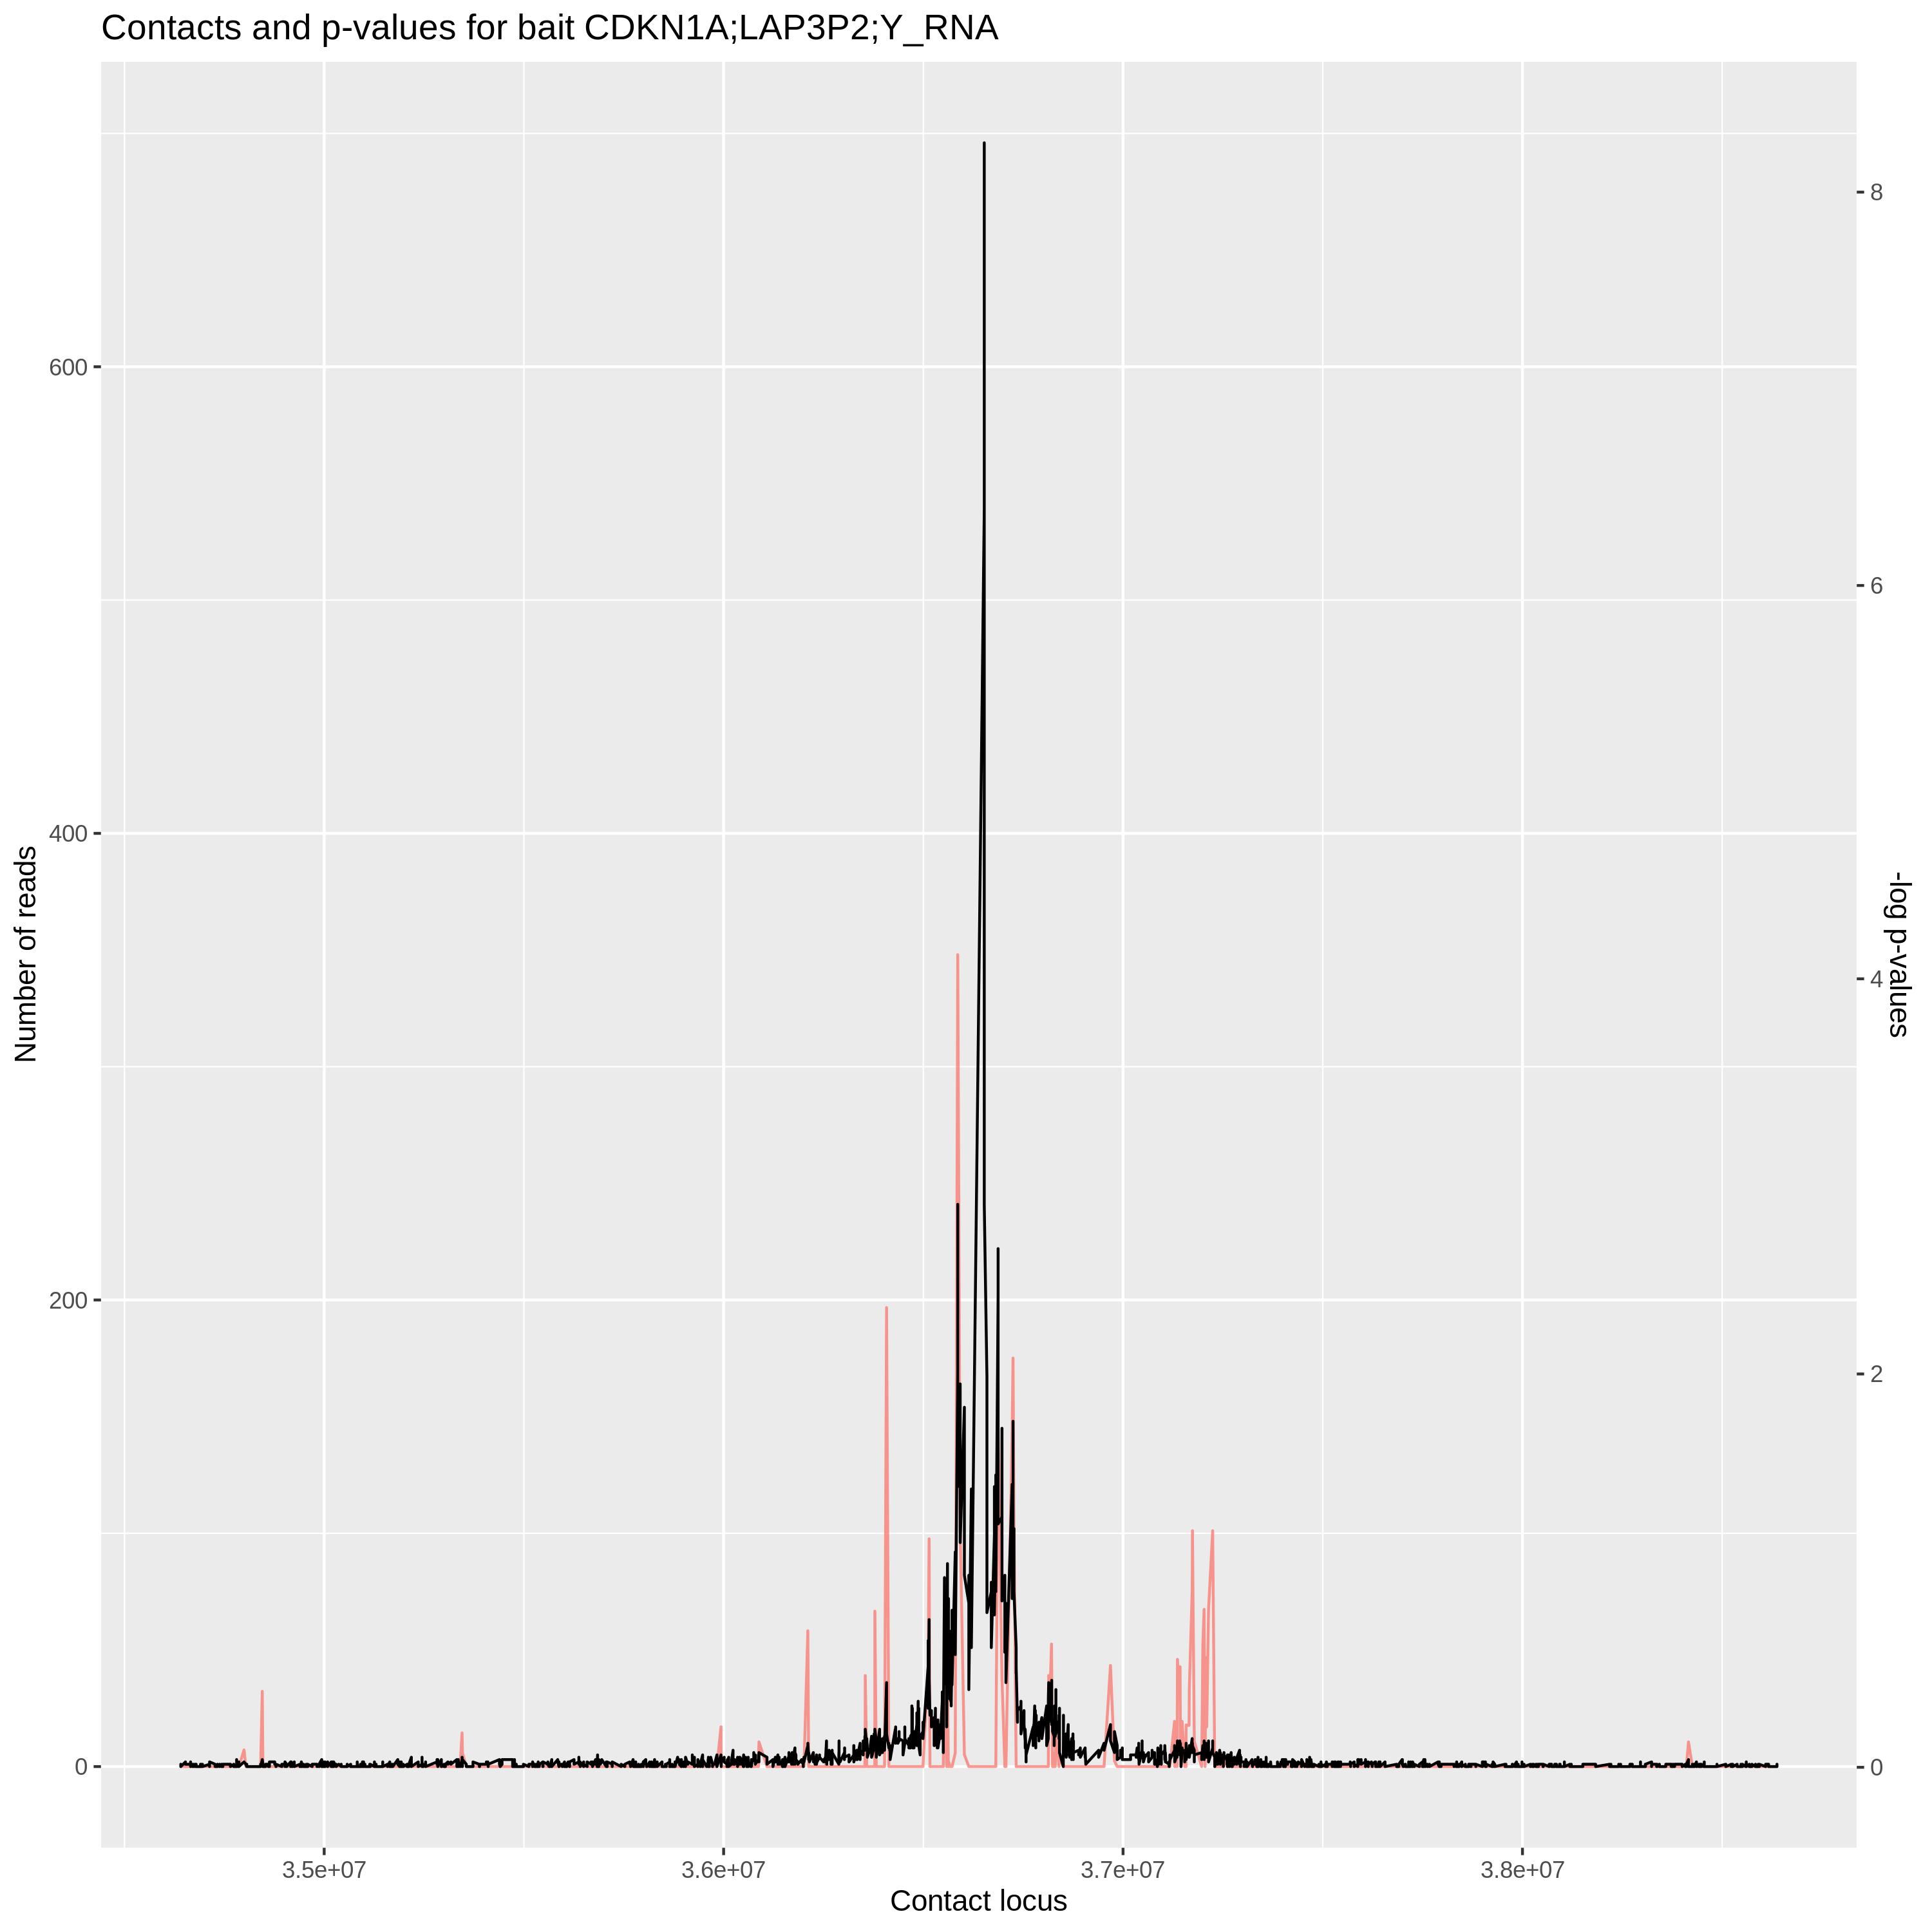 Contacts and p-values for bait CDKN1A;LAP3P2;Y_RNA
Number of reads
600
400
200
0
8
6
4
2
0
-log p-values
3.5e+07
3.6e+07
3.7e+07
3.8e+07
Contact locus